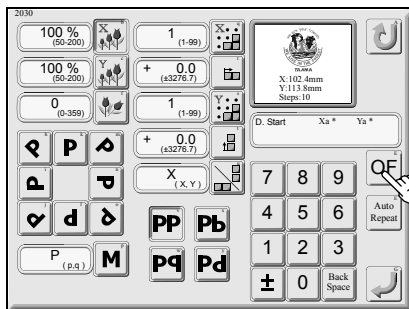 2030
100 %
(50-200)
X
1
(1-99)
X
100 %
(50-200)
Y
+ 0.0
(±3276.7)
0
(0-359)
1
(1-99)
Y
+ 0.0
(±3276.7)
X
(X, Y)
P
P
P
P
P
P
d
P
PP
Pb
Pq
Pd
P
(p,q)
M
TAJIMA
X:102.4mm
Y:113.8mm
Steps:10
D. Start Xa * Ya *
7
8
9
OF
4
5
6
Auto
Repeat
1
2
3
±
0
Back
Space